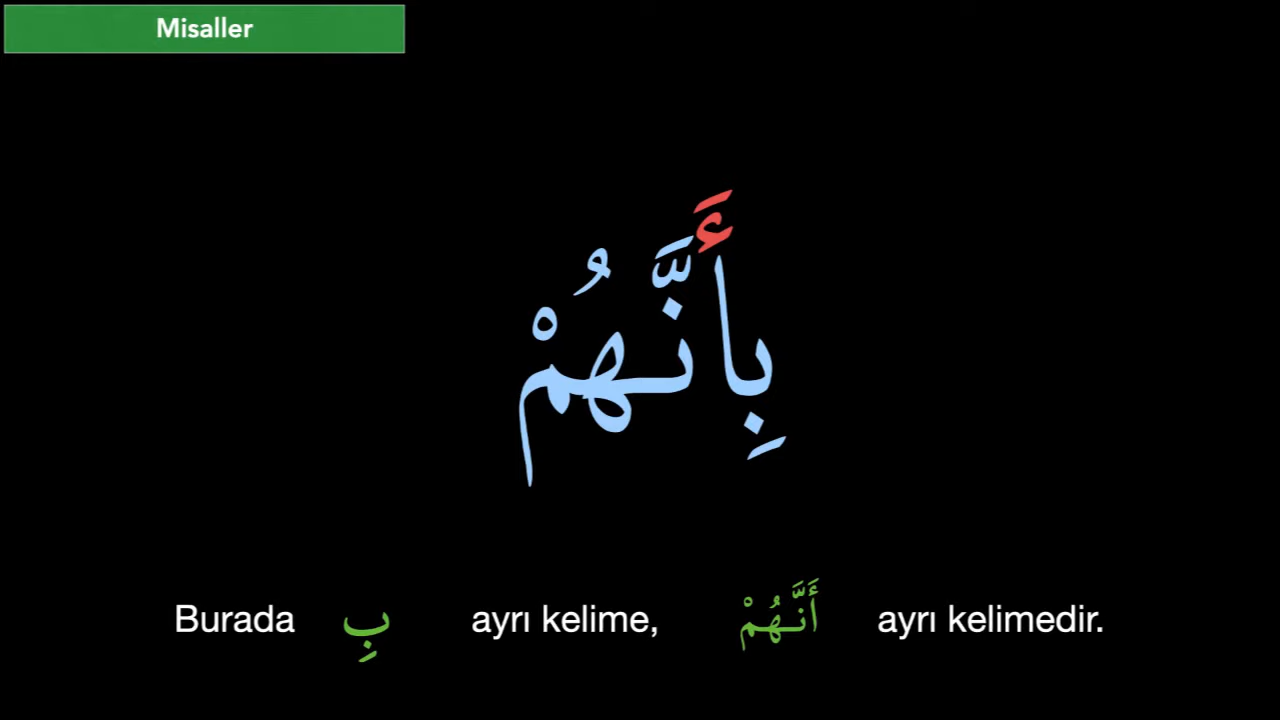 Misaller
بِأَنَّهُمْ
Burada بِ ayrı kelime, أَنَّهُمْ ayrı kelimedir.